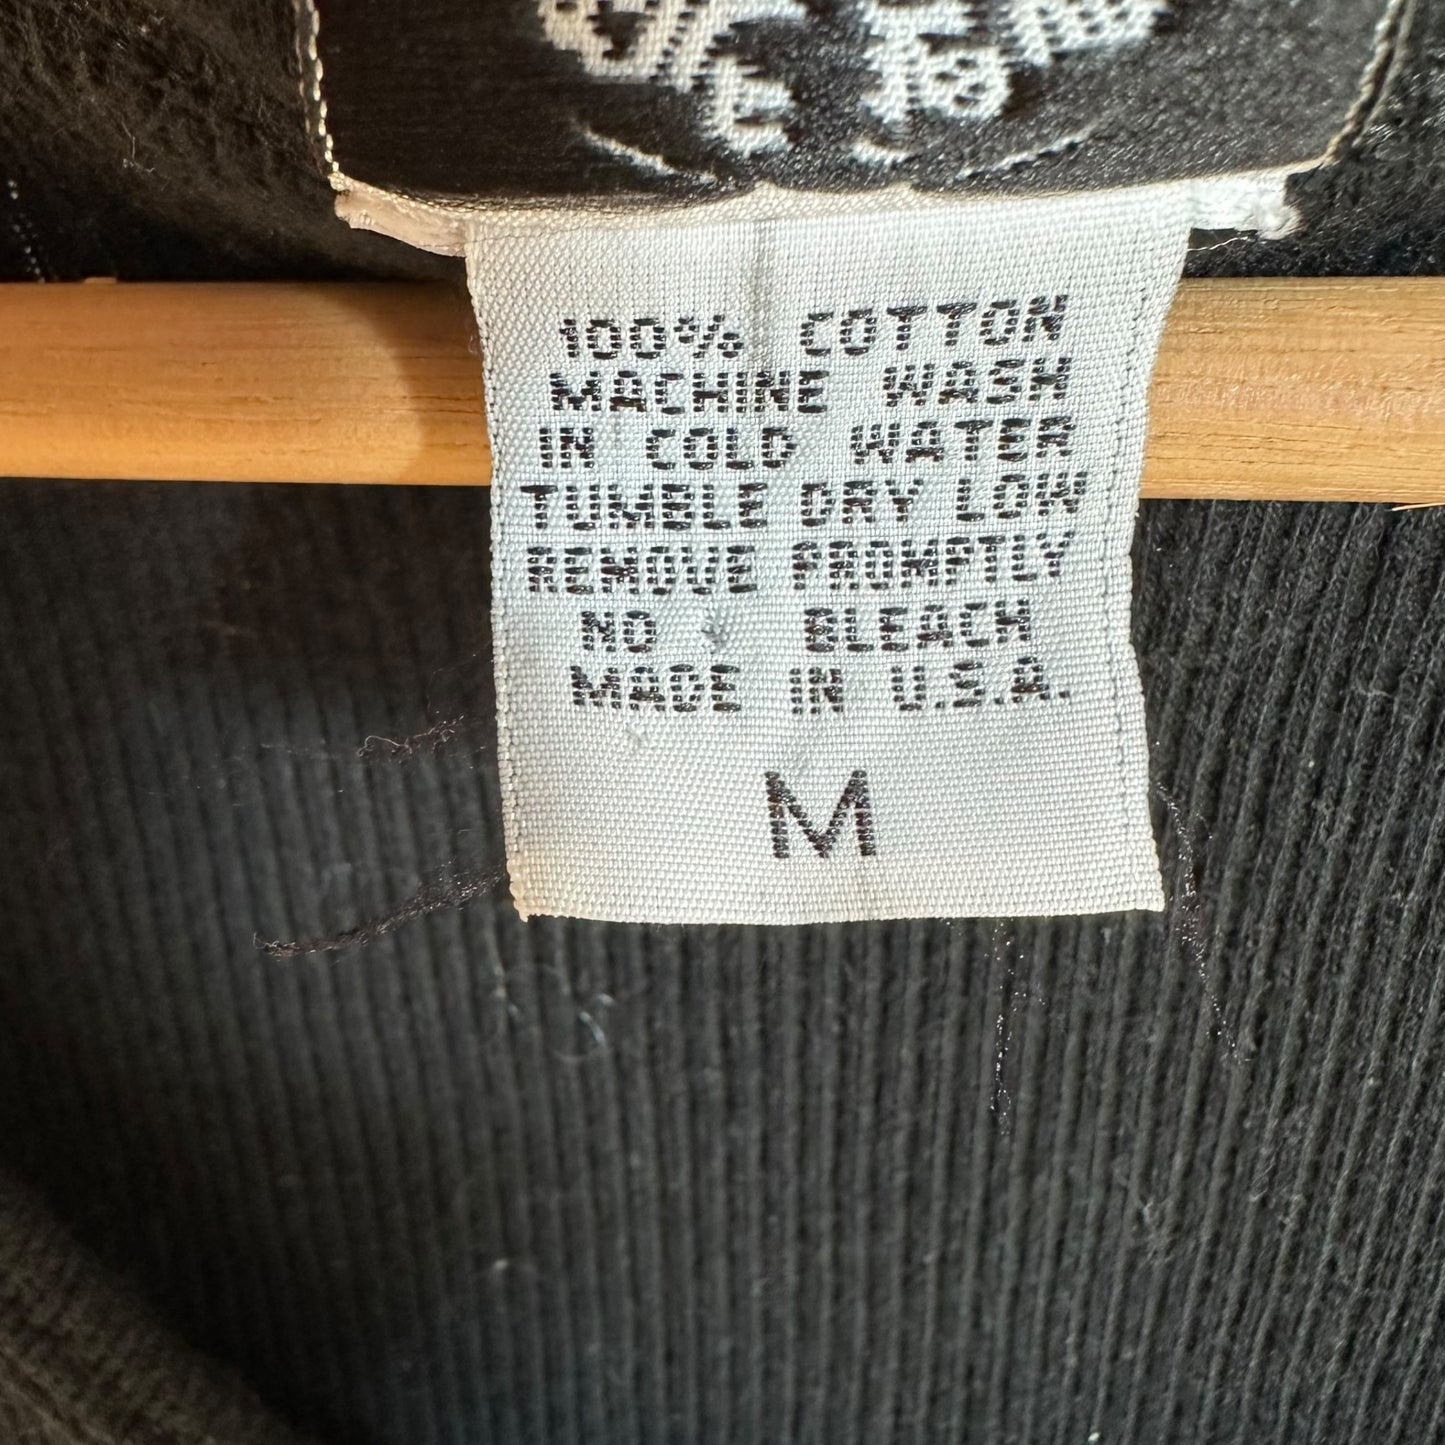 100% COTTON
MACHINE WASH
IN COLD WATER
TUMBLE DRY LOW
REMOVE PROMPTLY
NO BLEACH
MADE IN U.S.A.
M